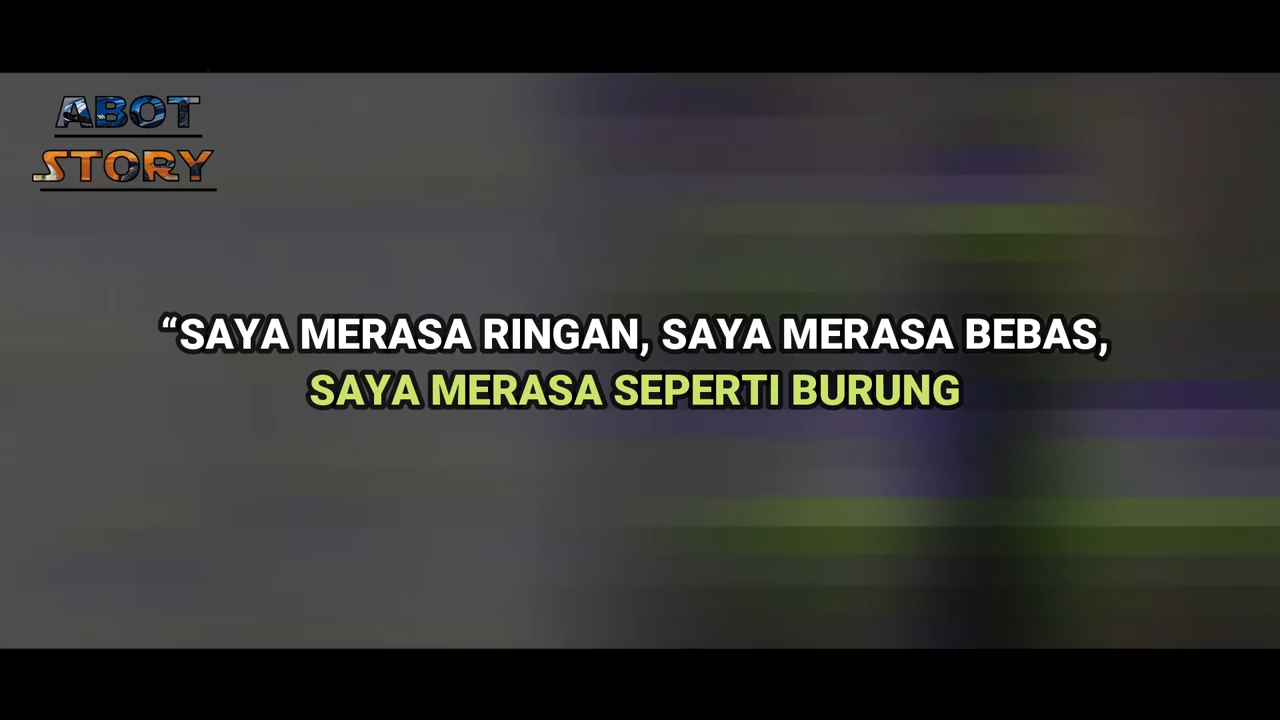 ABOT
STORY
“SAYA MERASA RINGAN, SAYA MERASA BEBAS,
SAYA MERASA SEPERTI BURUNG